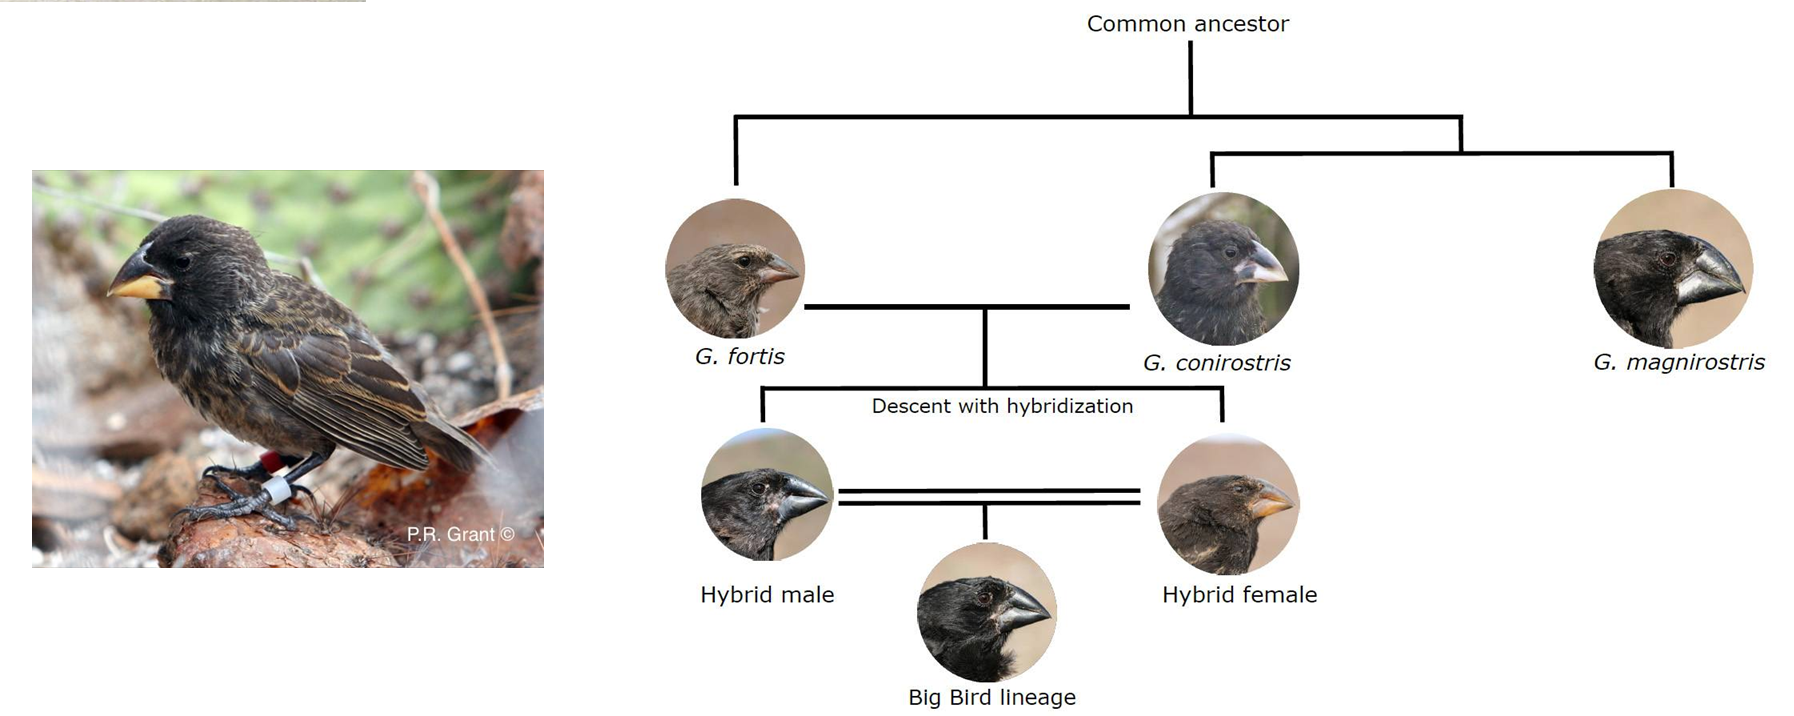 Common ancestor
G. fortis
G. conirostris
G. magnirostris
Descent with hybridization
P.R. Grant ©
Hybrid male
Hybrid female
Big Bird lineage